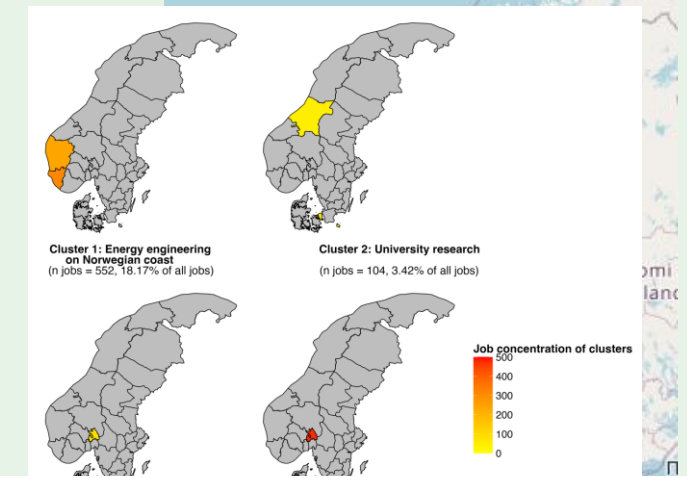 Cluster 1: Energy engineering
on Norwegian coast
(n jobs = 552, 18.17% of all jobs)
Cluster 2: University research
(n jobs = 104, 3.42% of all jobs)
Job concentration of clusters
500
400
300
200
100
0